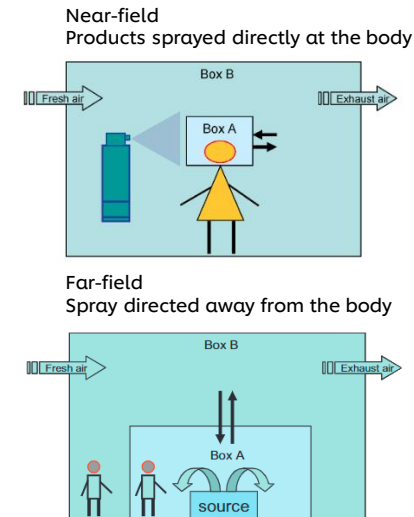 Near-field
Products sprayed directly at the body
Box B
Fresh air
Exhaust air
Box A
Far-field
Spray directed away from the body
Box B
Fresh air
Exhaust air
Box A
source